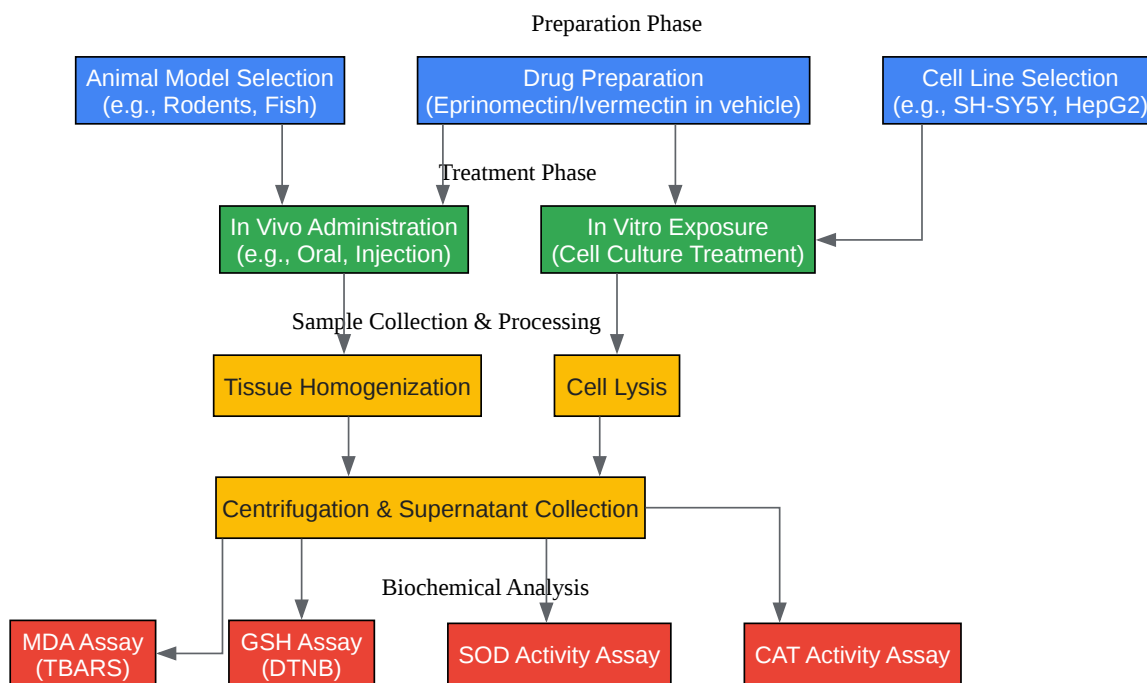 Preparation Phase
Animal Model Selection
(e.g., Rodents, Fish)
Drug Preparation
(Eprinomectin/Ivermectin in vehicle)
Cell Line Selection
(e.g., SH-SY5Y, HepG2)
Treatment Phase
In Vivo Administration
(e.g., Oral, Injection)
In Vitro Exposure
(Cell Culture Treatment)
Sample Collection & Processing
Tissue Homogenization
Cell Lysis
Centrifugation & Supernatant Collection
Biochemical Analysis
MDA Assay
(TBARS)
GSH Assay
(DTNB)
SOD Activity Assay
CAT Activity Assay